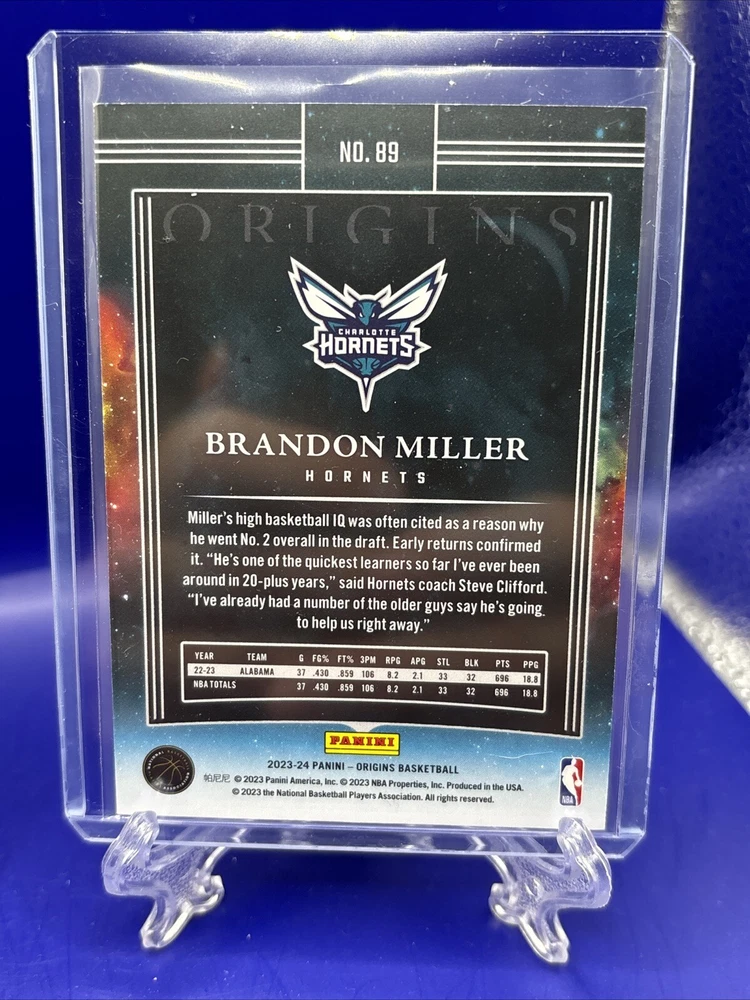 NO. 89
ORIGINS
CHARLOTTE
HORNETS
BRANDON MILLER
HORNETS
Miller's high basketball IQ was often cited as a reason why
he went No. 2 overall in the draft. Early returns confirmed
it. “He's one of the quickest learners so far I've ever been
around in 20-plus years,” said Hornets coach Steve Clifford.
“I've already had a number of the older guys say he's going
to help us right away.”
YEAR TEAM G FG% FT% 3PM RPG APG STL BLK PTS PPG
22-23 ALABAMA 37 .430 .859 106 8.2 2.1 33 32 696 18.8
NBA TOTALS 37 .430 .859 106 8.2 2.1 33 32 696 18.8
PANINI
2023-24 PANINI – ORIGINS BASKETBALL
帕尼尼 © 2023 Panini America, Inc. © 2023 NBA Properties, Inc. Produced in the USA.
© 2023 the National Basketball Players Association. All rights reserved.
NATIONAL BASKETBALL PLAYERS ASSOCIATION
NBA